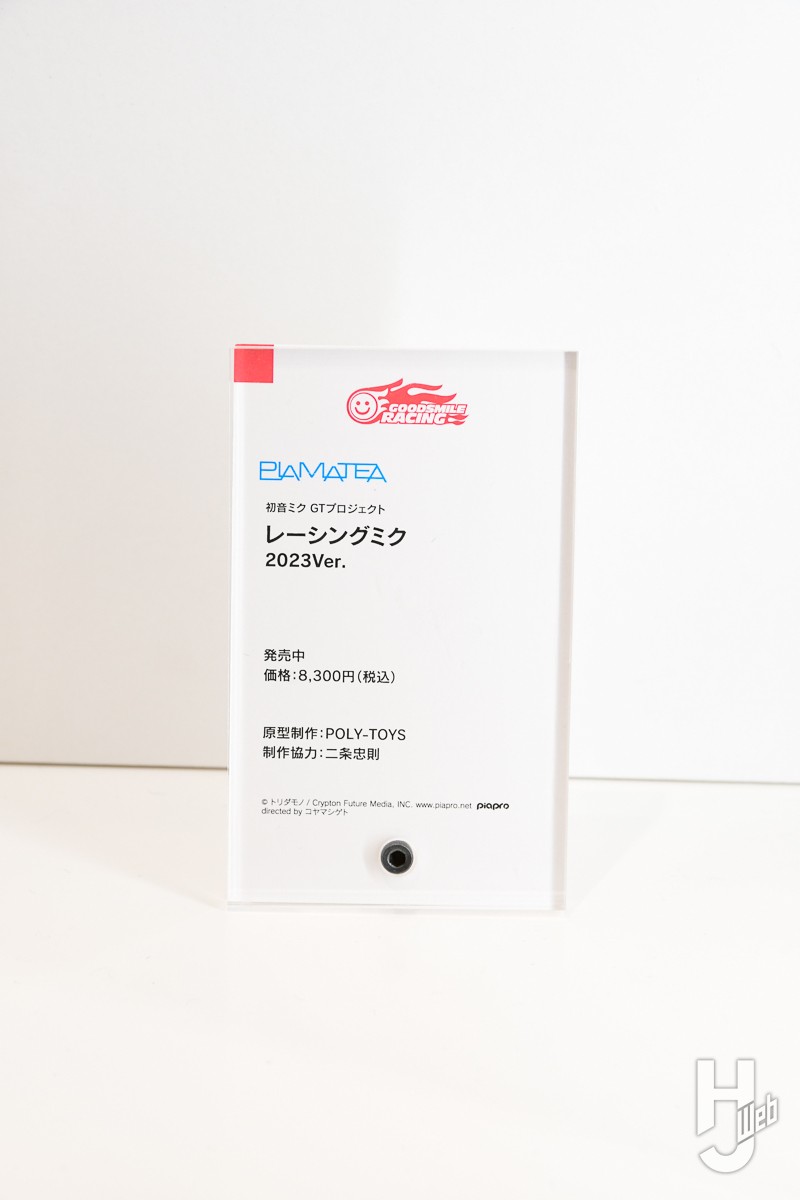 GOODSMILE
RACING
PLAMATEA
初音ミク GTプロジェクト
レーシングミク
2023Ver.
発売中
価格：8,300円（税込）
原型制作：POLY-TOYS
制作協力：二条忠則
© トリダモノ / Crypton Future Media, INC. www.piapro.net piapro
directed by コヤマシゲト
HJ web